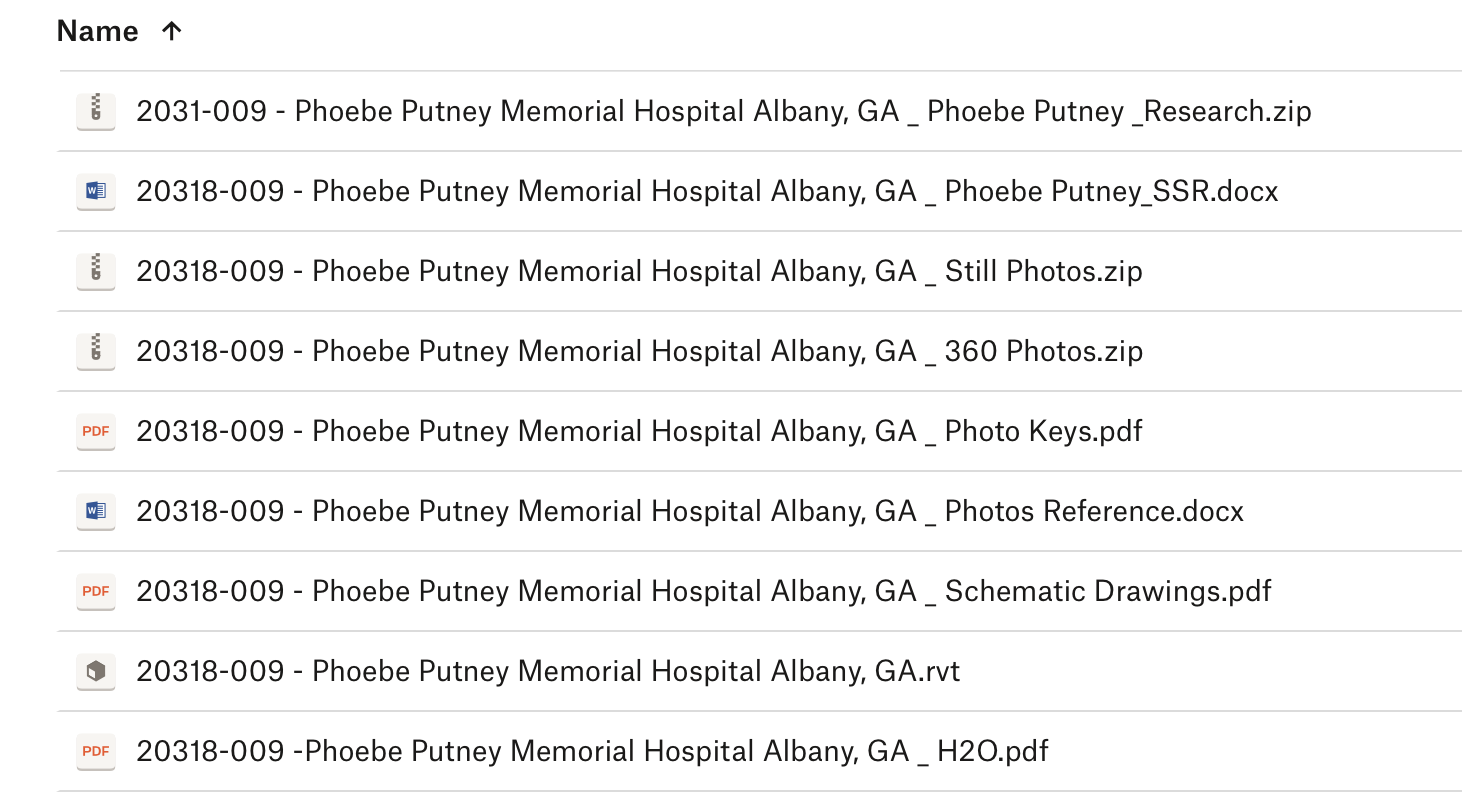 Name ↑
2031-009 - Phoebe Putney Memorial Hospital Albany, GA _ Phoebe Putney _Research.zip
20318-009 - Phoebe Putney Memorial Hospital Albany, GA _ Phoebe Putney_SSR.docx
20318-009 - Phoebe Putney Memorial Hospital Albany, GA _ Still Photos.zip
20318-009 - Phoebe Putney Memorial Hospital Albany, GA _ 360 Photos.zip
PDF 20318-009 - Phoebe Putney Memorial Hospital Albany, GA _ Photo Keys.pdf
20318-009 - Phoebe Putney Memorial Hospital Albany, GA _ Photos Reference.docx
PDF 20318-009 - Phoebe Putney Memorial Hospital Albany, GA _ Schematic Drawings.pdf
20318-009 - Phoebe Putney Memorial Hospital Albany, GA.rvt
PDF 20318-009 -Phoebe Putney Memorial Hospital Albany, GA _ H2O.pdf